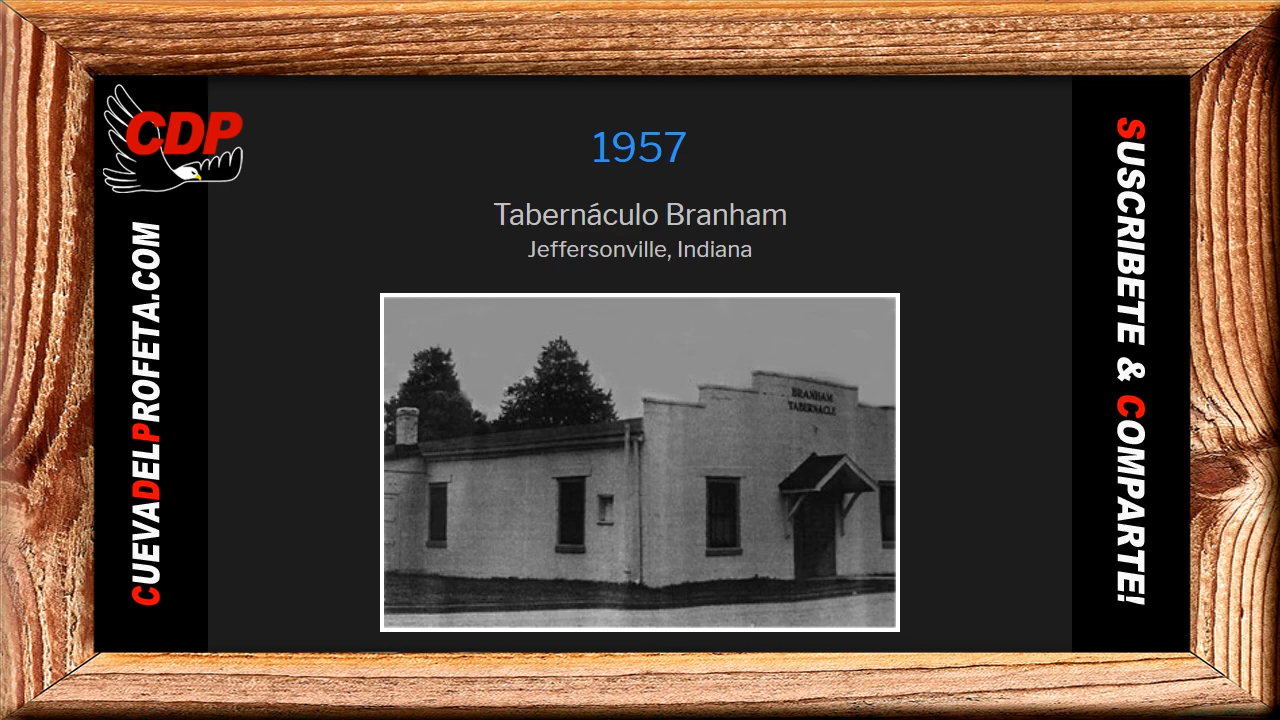 CDP
CUEVADELPROFETA.COM
1957
Tabernáculo Branham
Jeffersonville, Indiana
BRANHAM
TABERNACLE
SUSCRIBETE & COMPARTE!